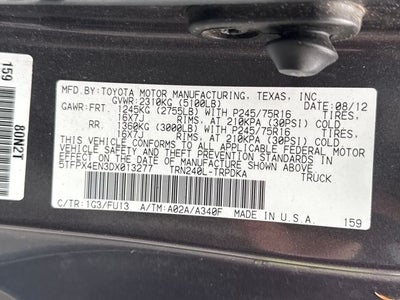 MFD.BY:TOYOTA MOTOR MANUFACTURING, TEXAS, INC.
GVWR:2310KG (5100LB) DATE: 08/12
GAWR:FRT. 1245KG (2755LB) WITH P245/75R16 TIRES,
16X7J RIMS, AT 210KPA (30PSI) COLD
RR. 1360KG (3000LB) WITH P245/75R16 TIRES,
16X7J RIMS, AT 210KPA (30PSI) COLD
THIS VEHICLE CONFORMS TO ALL APPLICABLE FEDERAL MOTOR
VEHICLE SAFETY AND THEFT PREVENTION STANDARDS IN
EFFECT ON THE DATE OF MANUFACTURE SHOWN ABOVE.
5TFPX4EN3DX013277 TRN240L-TRPDKA TRUCK
C/TR:1G3/FU13 A/TM:A02A/A340F MADE IN U.S.A. 159
159
80N2T